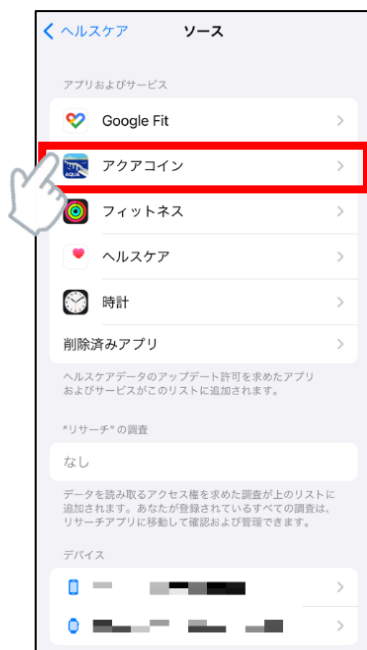 ヘルスケア ソース
アプリおよびサービス
Google Fit
AQUA アクアコイン
フィットネス
ヘルスケア
時計
削除済みアプリ
ヘルスケアデータのアップデート許可を求めたアプリ
およびサービスがこのリストに追加されます。
"リサーチ" の調査
なし
データを読み取るアクセス権を求めた調査が上のリストに
追加されます。あなたが登録されているすべての調査は、
リサーチアプリに移動して確認および管理できます。
デバイス